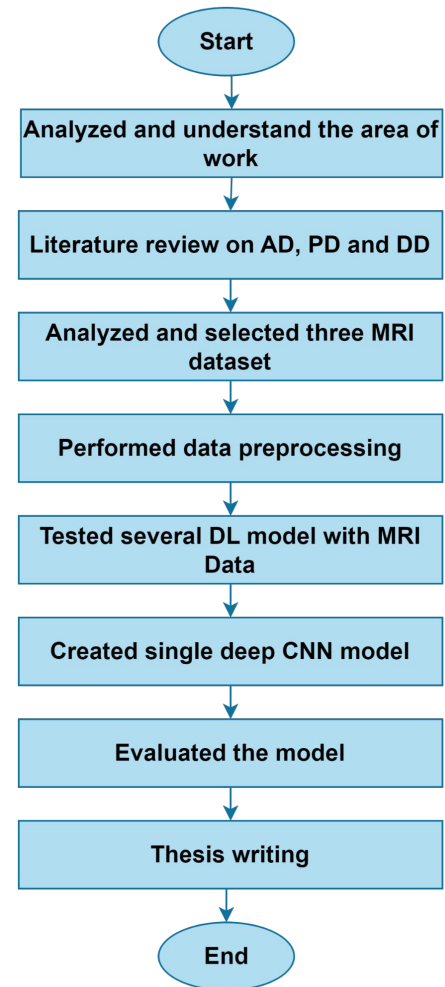 Start
Analyzed and understand the area of
work
Literature review on AD, PD and DD
Analyzed and selected three MRI
dataset
Performed data preprocessing
Tested several DL model with MRI
Data
Created single deep CNN model
Evaluated the model
Thesis writing
End